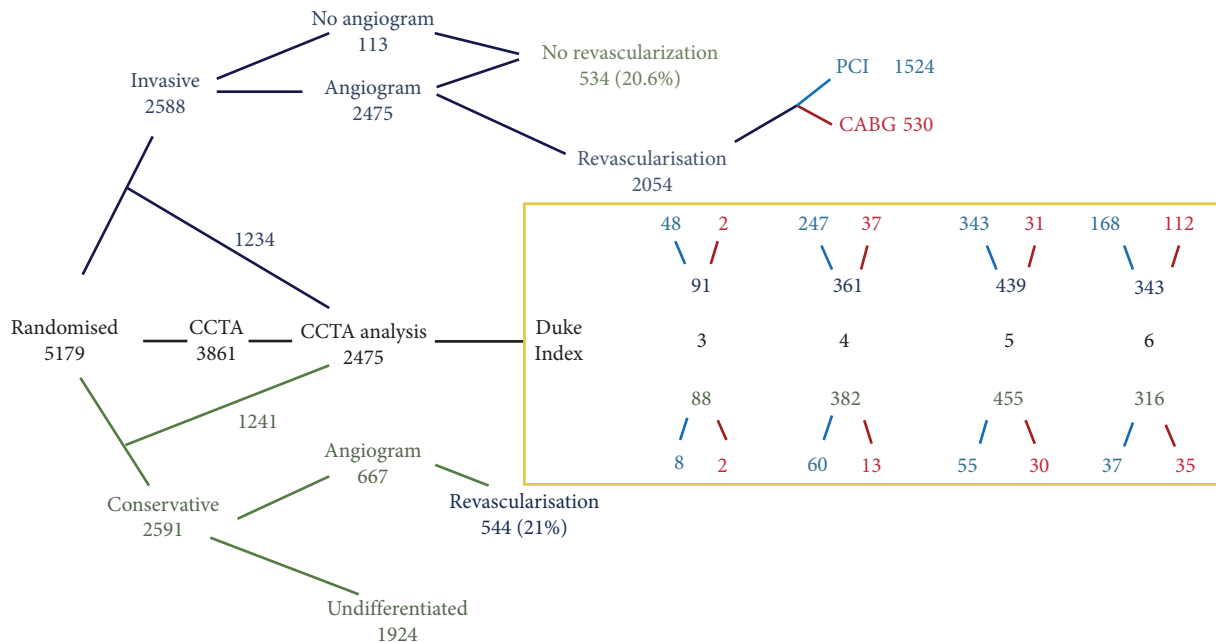 No angiogram
113
No revascularization
534 (20.6%)
PCI 1524
Invasive
2588
Angiogram
2475
CABG 530
Revascularisation
2054
48 2 247 37 343 31 168 112
1234
91 361 439 343
Randomised
5179
CCTA
3861
CCTA analysis
2475
Duke
Index
3 4 5 6
88 382 455 316
1241
Angiogram
667
8 2 60 13 55 30 37 35
Conservative
2591
Revascularisation
544 (21%)
Undifferentiated
1924